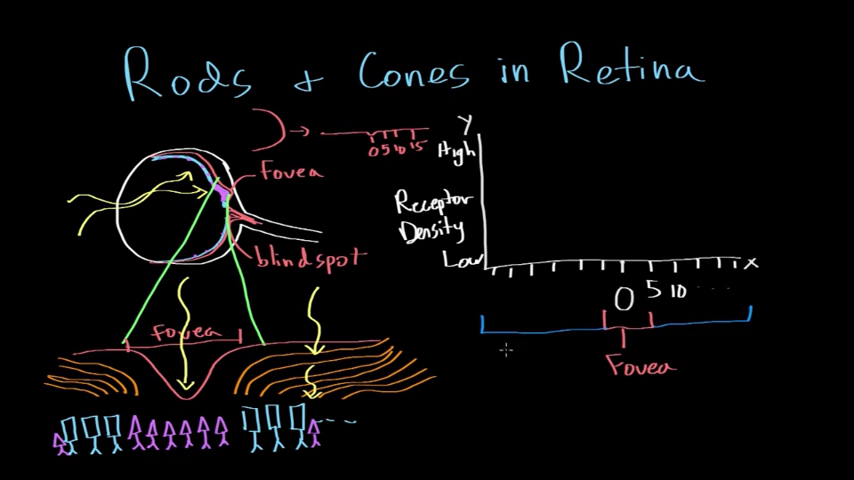 Rods + Cones in Retina
Y
High
0 5 10 15
Fovea
Receptor
Density
blindspot
Low
x
0 5 10 ....
Fovea
Fovea